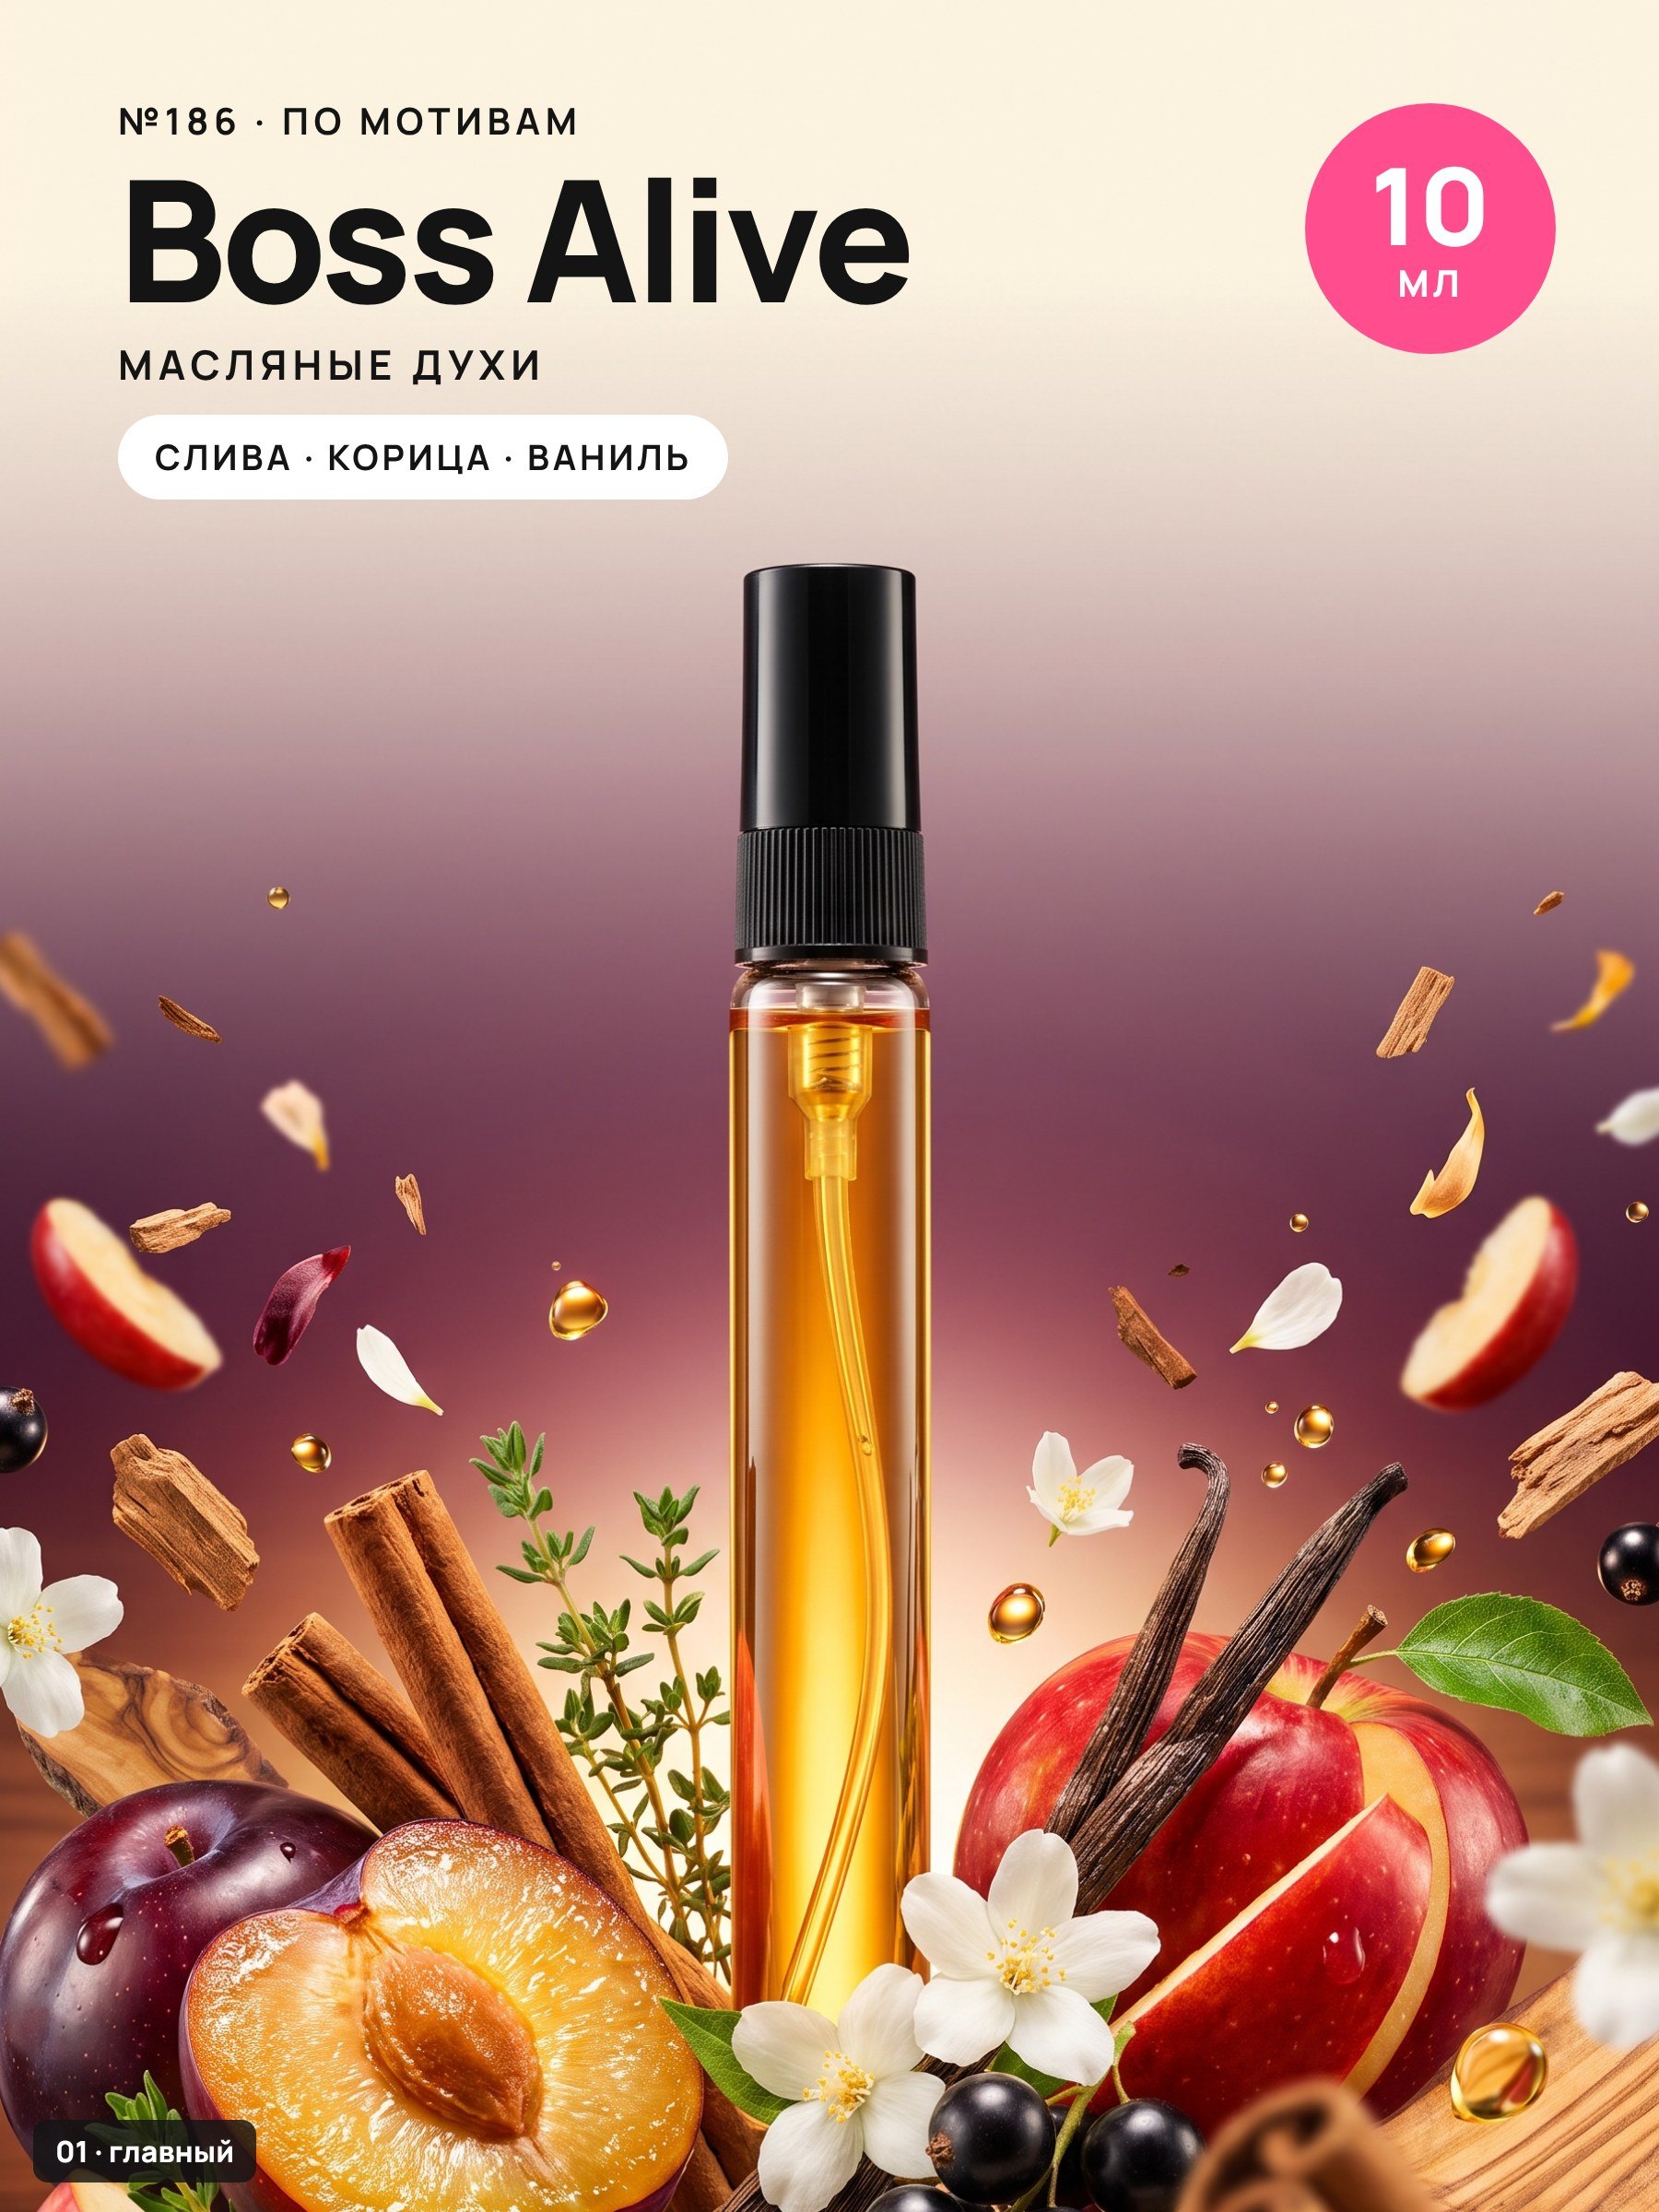 №186 · ПО МОТИВАМ
Boss Alive
МАСЛЯНЫЕ ДУХИ
СЛИВА · КОРИЦА · ВАНИЛЬ
10
МЛ
01 · главный